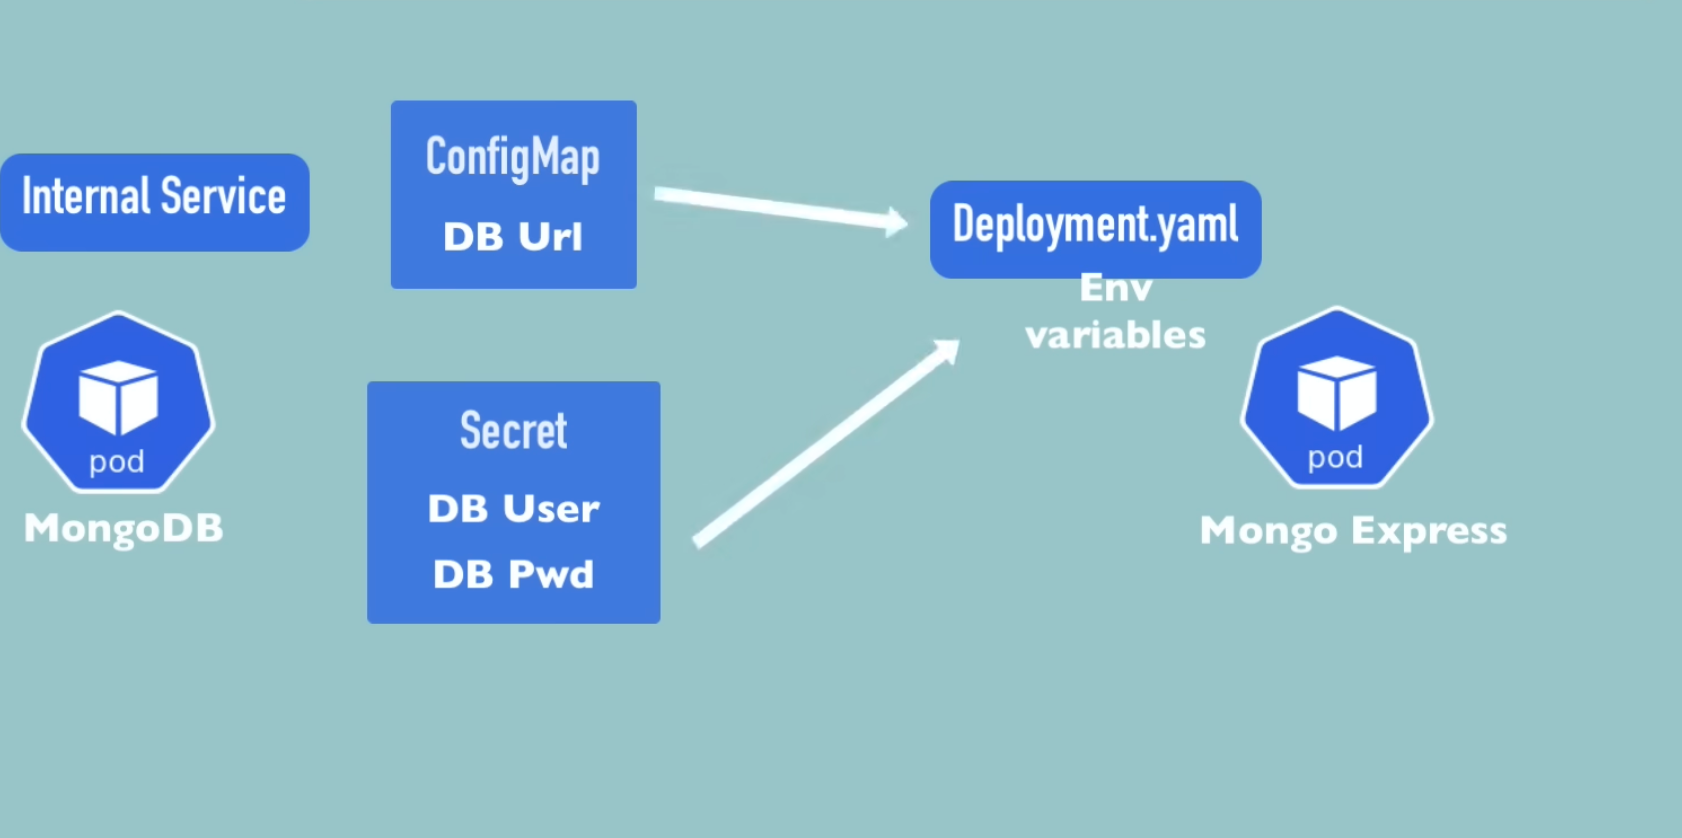 Internal Service
pod
MongoDB
ConfigMap
DB Url
Secret
DB User
DB Pwd
Deployment.yaml
Env
variables
pod
Mongo Express